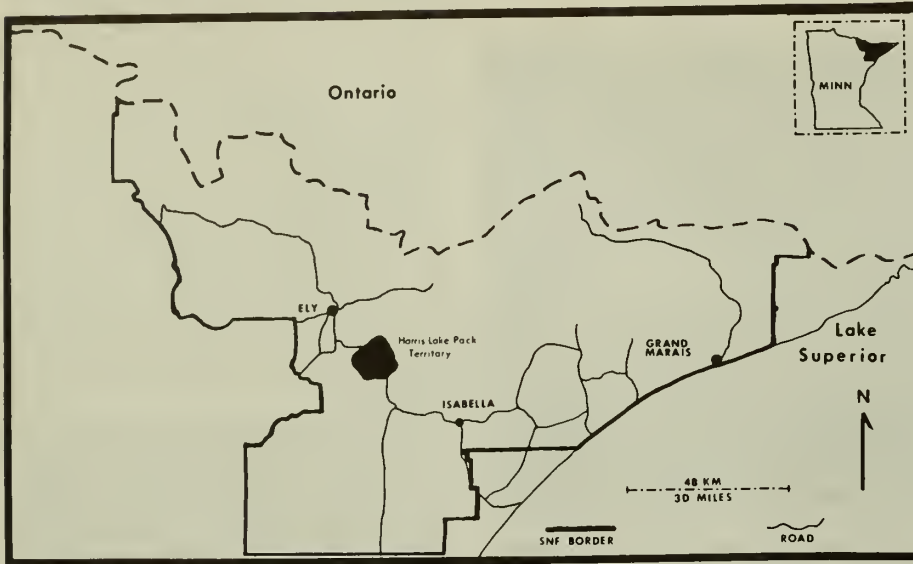 Ontario
MINN
ELY
Harris Lake Pack
Territory
GRAND
MARAIS
Lake
Superior
ISABELLA
N
48 KM
30 MILES
SNF BORDER
ROAD